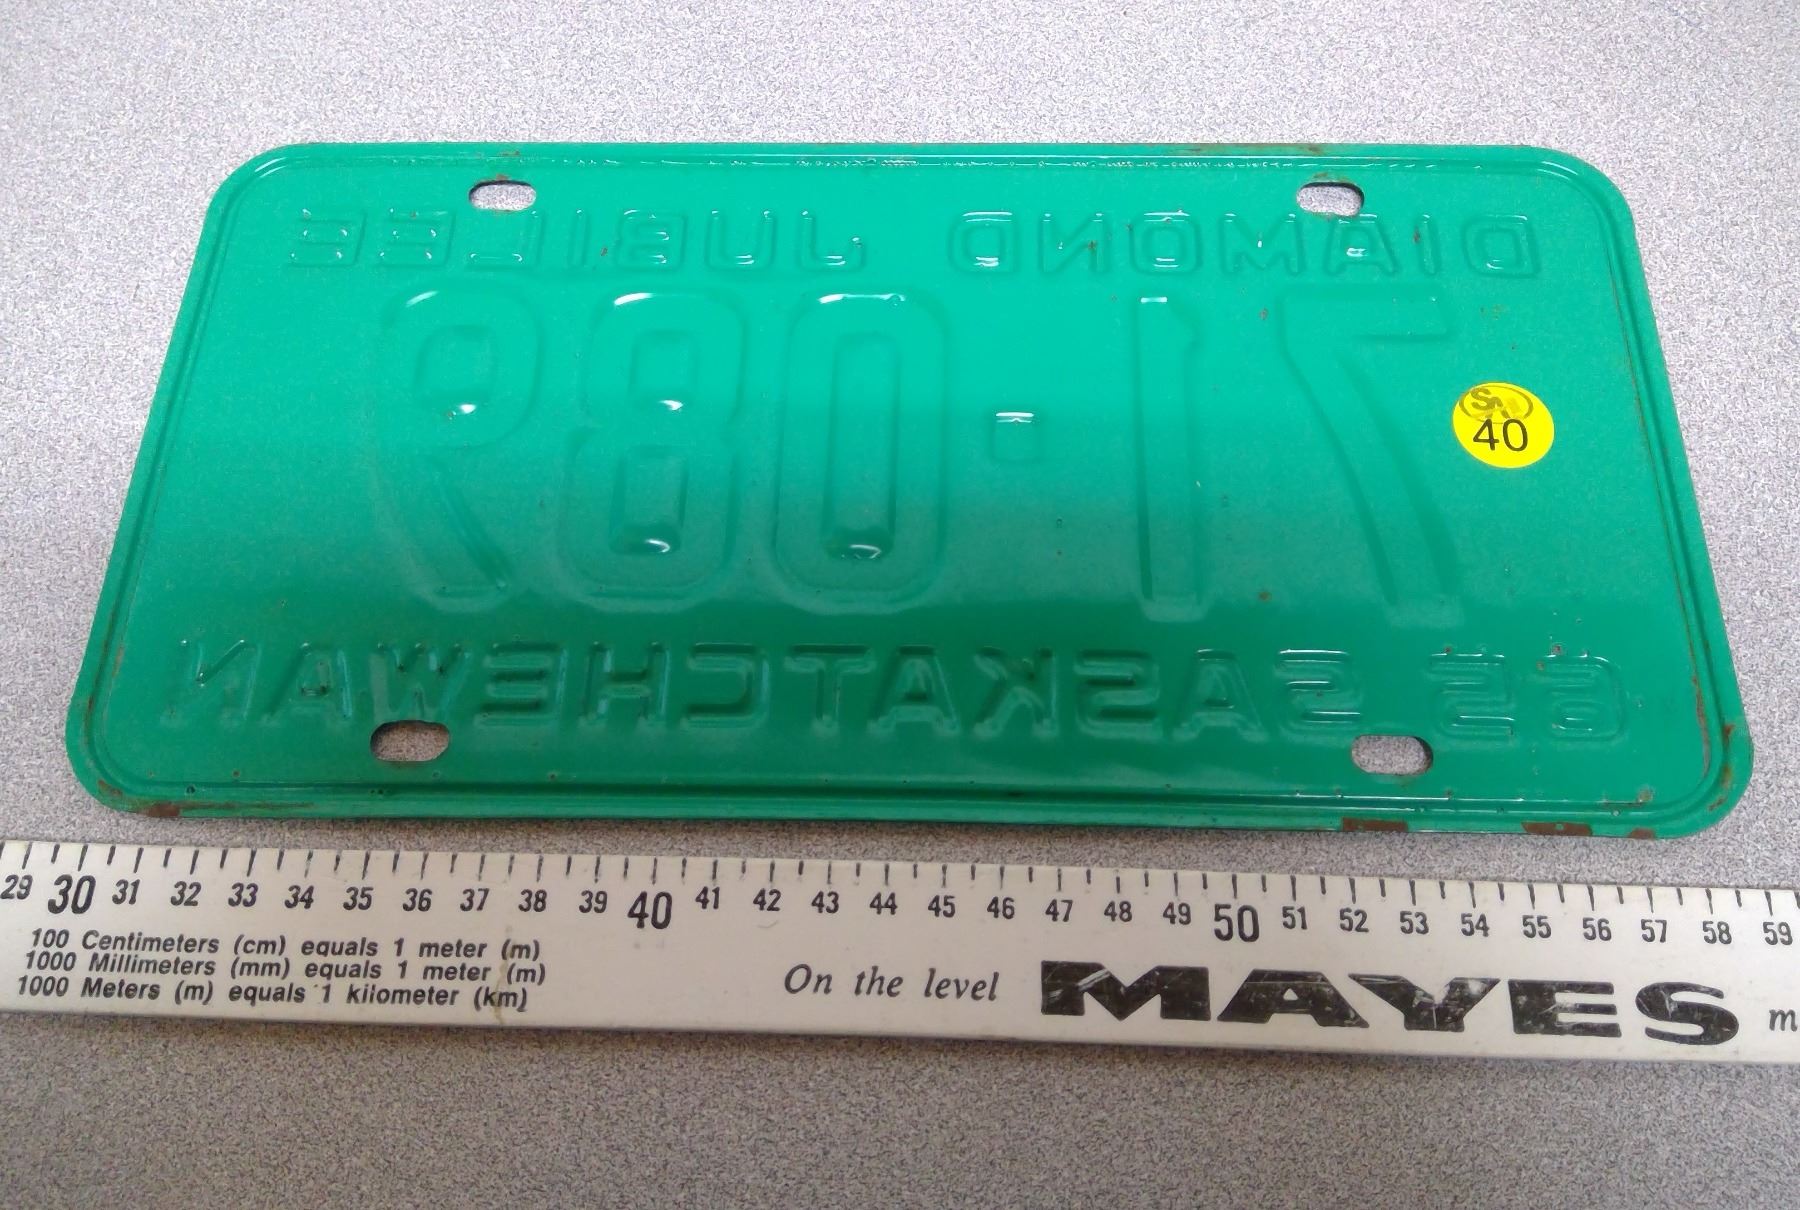 DIAMOND JUBILEE
71-089
65 SASKATCHEWAN
40
29 30 31 32 33 34 35 36 37 38 39 40 41 42 43 44 45 46 47 48 49 50 51 52 53 54 55 56 57 58 59
100 Centimeters (cm) equals 1 meter (m)
1000 Millimeters (mm) equals 1 meter (m)
1000 Meters (m) equals 1 kilometer (km)
On the level MAYES m